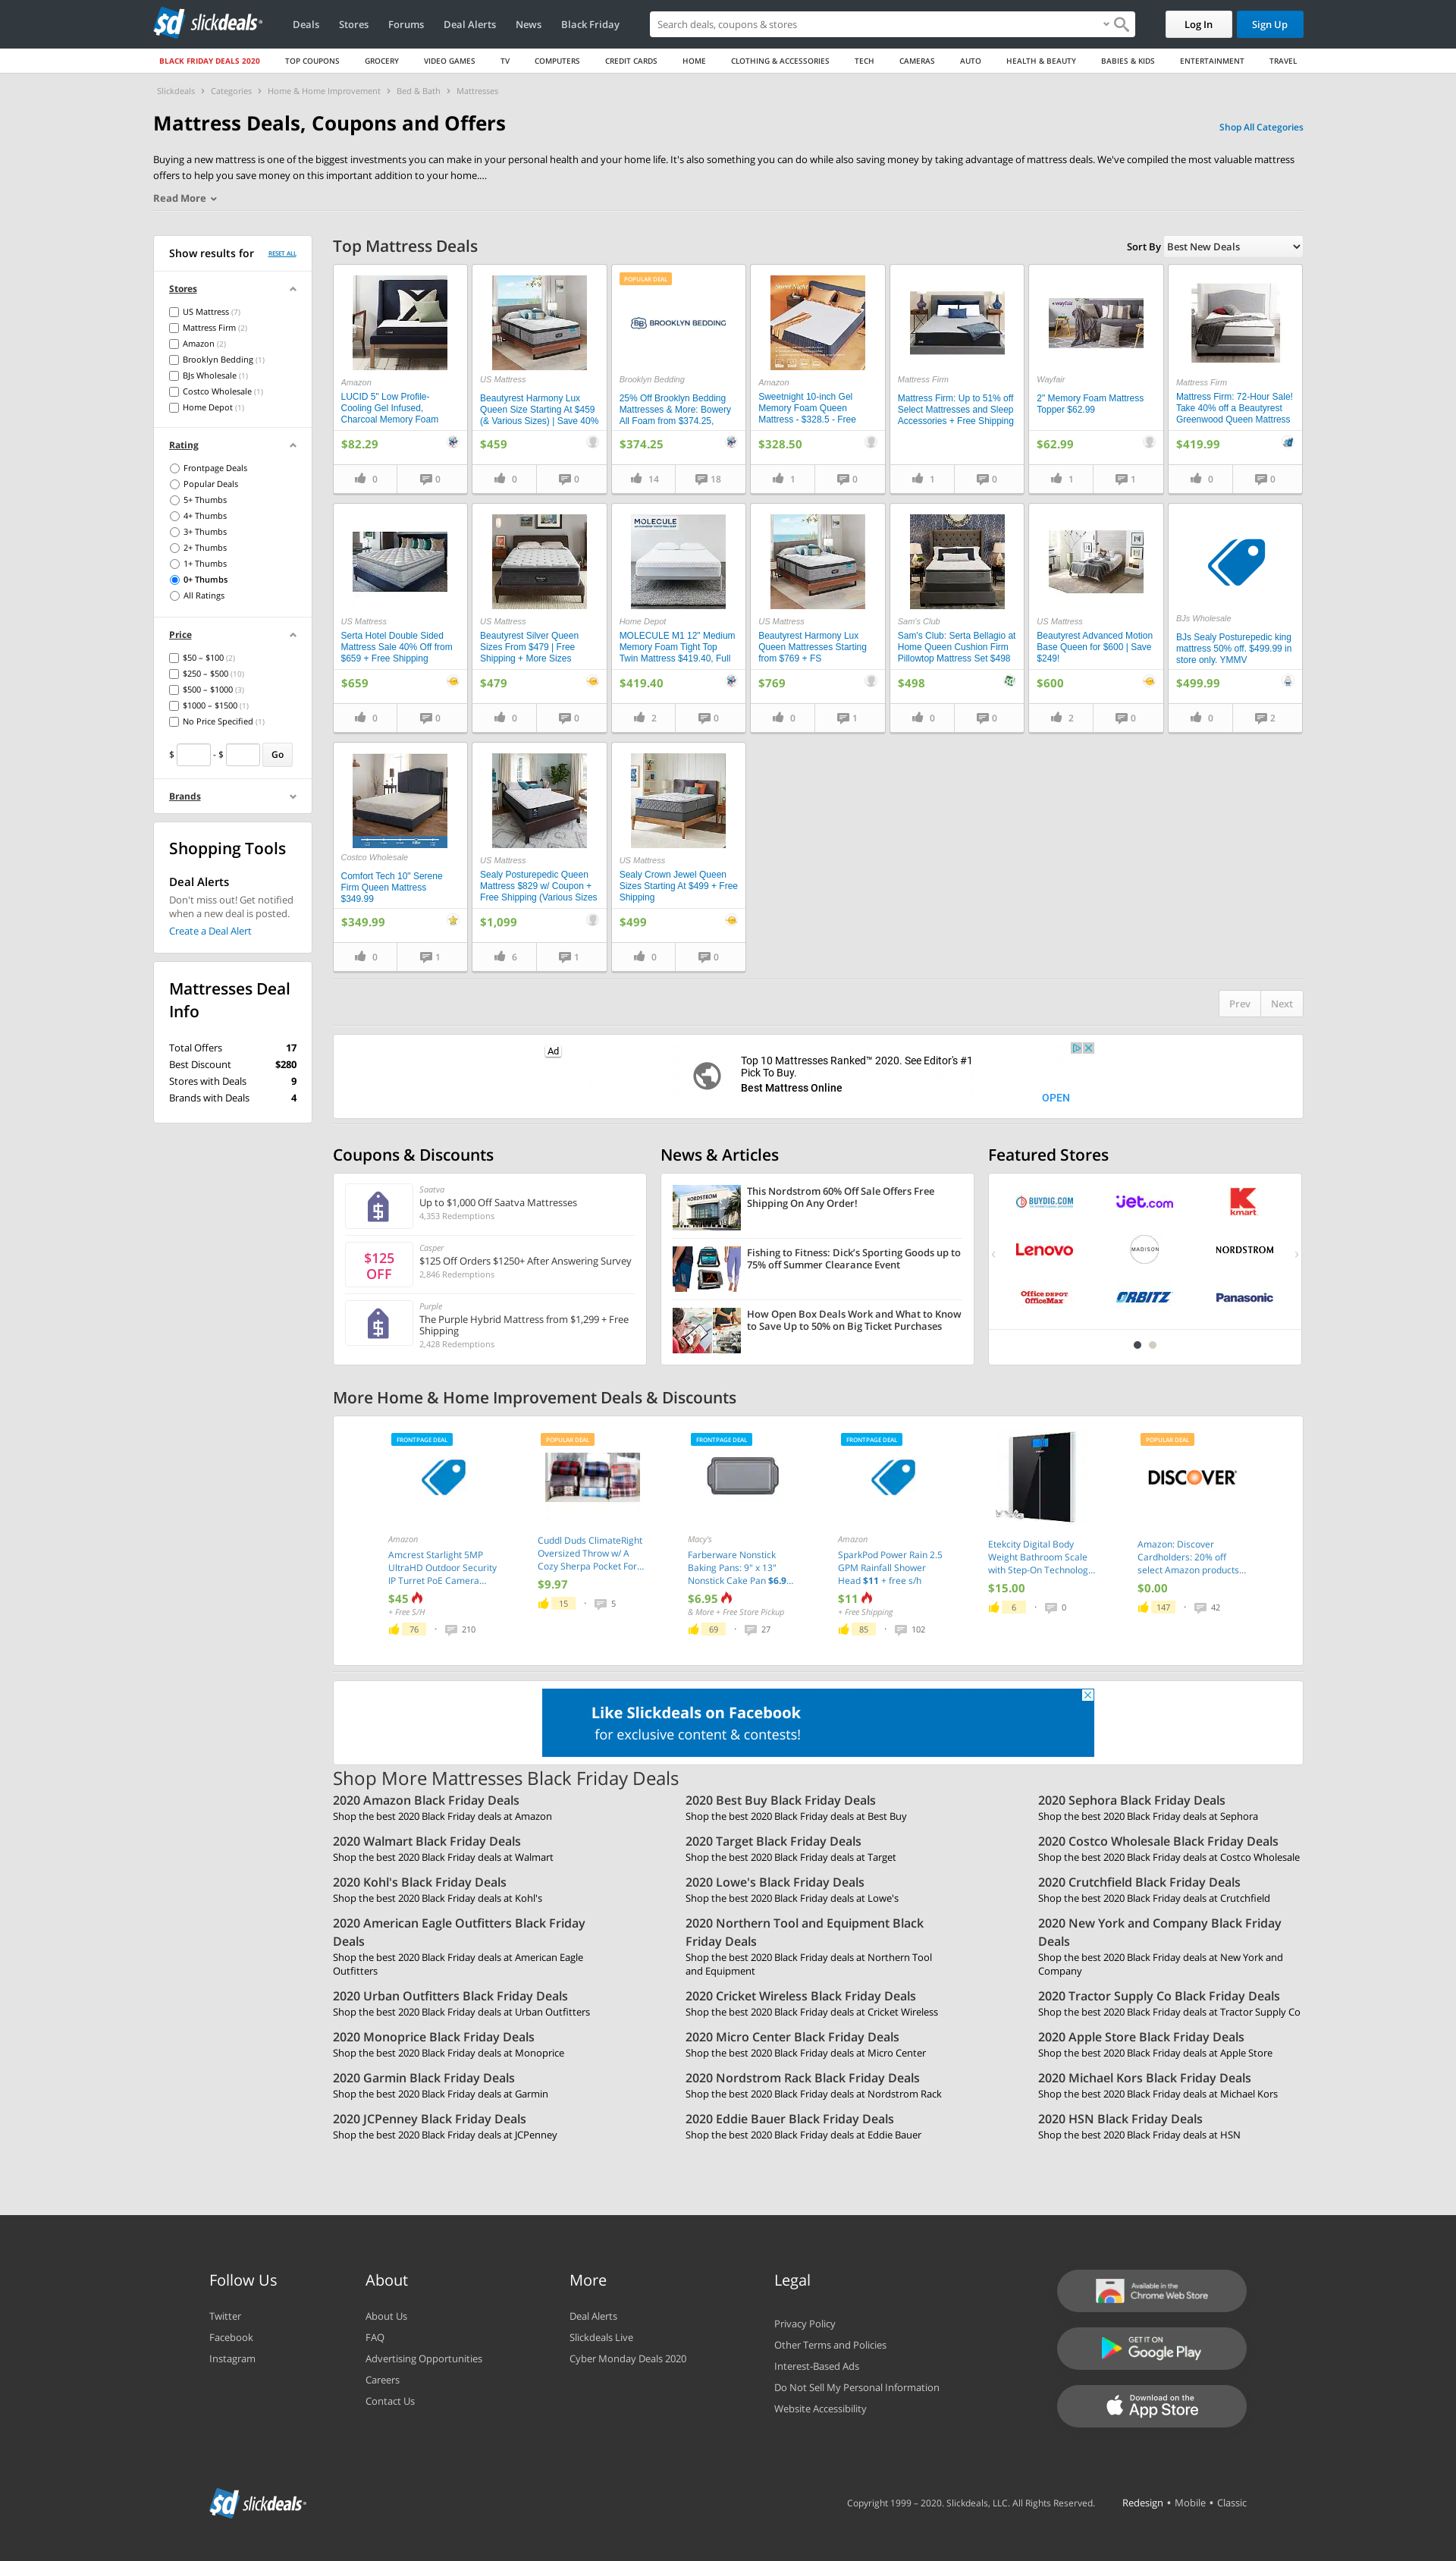 sd slickdeals
Deals Stores Forums Deal Alerts News Black Friday
Search deals, coupons & stores
Log In Sign Up
BLACK FRIDAY DEALS 2020 TOP COUPONS GROCERY VIDEO GAMES TV COMPUTERS CREDIT CARDS HOME CLOTHING & ACCESSORIES TECH CAMERAS AUTO HEALTH & BEAUTY BABIES & KIDS ENTERTAINMENT TRAVEL
Slickdeals › Categories › Home & Home Improvement › Bed & Bath › Mattresses
Mattress Deals, Coupons and Offers
Shop All Categories
Buying a new mattress is one of the biggest investments you can make in your personal health and your home life. It's also something you can do while also saving money by taking advantage of mattress deals. We've compiled the most valuable mattress
offers to help you save money on this important addition to your home....
Read More
Show results for RESET ALL
Stores
US Mattress (7)
Mattress Firm (2)
Amazon (2)
Brooklyn Bedding (1)
BJs Wholesale (1)
Costco Wholesale (1)
Home Depot (1)
Rating
Frontpage Deals
Popular Deals
5+ Thumbs
4+ Thumbs
3+ Thumbs
2+ Thumbs
1+ Thumbs
0+ Thumbs
All Ratings
Price
$50 – $100 (2)
$250 – $500 (10)
$500 – $1000 (3)
$1000 – $1500 (1)
No Price Specified (1)
$ - $ Go
Brands
Shopping Tools
Deal Alerts
Don't miss out! Get notified
when a new deal is posted.
Create a Deal Alert
Mattresses Deal
Info
Total Offers 17
Best Discount $280
Stores with Deals 9
Brands with Deals 4
Top Mattress Deals
Sort By Best New Deals
Amazon
LUCID 5" Low Profile-
Cooling Gel Infused,
Charcoal Memory Foam
$82.29
0 0
US Mattress
Beautyrest Harmony Lux
Queen Size Starting At $459
(& Various Sizes) | Save 40%
$459
0 0
POPULAR DEAL
BB BROOKLYN BEDDING
Brooklyn Bedding
25% Off Brooklyn Bedding
Mattresses & More: Bowery
All Foam from $374.25,
$374.25
14 18
Sweet Night
Amazon
Sweetnight 10-inch Gel
Memory Foam Queen
Mattress - $328.5 - Free
$328.50
1 0
Mattress Firm
Mattress Firm: Up to 51% off
Select Mattresses and Sleep
Accessories + Free Shipping
1 0
wayfair
Wayfair
2" Memory Foam Mattress
Topper $62.99
$62.99
1 1
Mattress Firm
Mattress Firm: 72-Hour Sale!
Take 40% off a Beautyrest
Greenwood Queen Mattress
$419.99
0 0
US Mattress
Serta Hotel Double Sided
Mattress Sale 40% Off from
$659 + Free Shipping
$659
0 0
US Mattress
Beautyrest Silver Queen
Sizes From $479 | Free
Shipping + More Sizes
$479
0 0
MOLECULE
Home Depot
MOLECULE M1 12" Medium
Memory Foam Tight Top
Twin Mattress $419.40, Full
$419.40
2 0
US Mattress
Beautyrest Harmony Lux
Queen Mattresses Starting
from $769 + FS
$769
0 1
Sam's Club
Sam's Club: Serta Bellagio at
Home Queen Cushion Firm
Pillowtop Mattress Set $498
$498
0 0
US Mattress
Beautyrest Advanced Motion
Base Queen for $600 | Save
$249!
$600
2 0
BJs Wholesale
BJs Sealy Posturepedic king
mattress 50% off. $499.99 in
store only. YMMV
$499.99
0 2
Costco Wholesale
Comfort Tech 10" Serene
Firm Queen Mattress
$349.99
$349.99
0 1
US Mattress
Sealy Posturepedic Queen
Mattress $829 w/ Coupon +
Free Shipping (Various Sizes
$1,099
6 1
US Mattress
Sealy Crown Jewel Queen
Sizes Starting At $499 + Free
Shipping
$499
0 0
Prev Next
Ad
Top 10 Mattresses Ranked™ 2020. See Editor's #1
Pick To Buy.
Best Mattress Online
OPEN
Coupons & Discounts
Saatva
Up to $1,000 Off Saatva Mattresses
4,353 Redemptions
$125
OFF
Casper
$125 Off Orders $1250+ After Answering Survey
2,846 Redemptions
Purple
The Purple Hybrid Mattress from $1,299 + Free
Shipping
2,428 Redemptions
News & Articles
NORDSTROM
This Nordstrom 60% Off Sale Offers Free
Shipping On Any Order!
Fishing to Fitness: Dick's Sporting Goods up to
75% off Summer Clearance Event
How Open Box Deals Work and What to Know
to Save Up to 50% on Big Ticket Purchases
Featured Stores
BUYDIG.COM jet.com Kmart
Lenovo MADISON NORDSTROM
Office DEPOT OfficeMax ORBITZ Panasonic
More Home & Home Improvement Deals & Discounts
FRONTPAGE DEAL
Amazon
Amcrest Starlight 5MP
UltraHD Outdoor Security
IP Turret PoE Camera...
$45
+ Free S/H
76 · 210
POPULAR DEAL
Cuddl Duds ClimateRight
Oversized Throw w/ A
Cozy Sherpa Pocket For...
$9.97
15 · 5
FRONTPAGE DEAL
Macy's
Farberware Nonstick
Baking Pans: 9" x 13"
Nonstick Cake Pan $6.9...
$6.95
& More + Free Store Pickup
69 · 27
FRONTPAGE DEAL
Amazon
SparkPod Power Rain 2.5
GPM Rainfall Shower
Head $11 + free s/h
$11
+ Free Shipping
85 · 102
Etekcity Digital Body
Weight Bathroom Scale
with Step-On Technolog...
$15.00
6 · 0
POPULAR DEAL
DISCOVER
Amazon: Discover
Cardholders: 20% off
select Amazon products...
$0.00
147 · 42
Like Slickdeals on Facebook
for exclusive content & contests!
Shop More Mattresses Black Friday Deals
2020 Amazon Black Friday Deals
Shop the best 2020 Black Friday deals at Amazon
2020 Best Buy Black Friday Deals
Shop the best 2020 Black Friday deals at Best Buy
2020 Sephora Black Friday Deals
Shop the best 2020 Black Friday deals at Sephora
2020 Walmart Black Friday Deals
Shop the best 2020 Black Friday deals at Walmart
2020 Target Black Friday Deals
Shop the best 2020 Black Friday deals at Target
2020 Costco Wholesale Black Friday Deals
Shop the best 2020 Black Friday deals at Costco Wholesale
2020 Kohl's Black Friday Deals
Shop the best 2020 Black Friday deals at Kohl's
2020 Lowe's Black Friday Deals
Shop the best 2020 Black Friday deals at Lowe's
2020 Crutchfield Black Friday Deals
Shop the best 2020 Black Friday deals at Crutchfield
2020 American Eagle Outfitters Black Friday
Deals
Shop the best 2020 Black Friday deals at American Eagle
Outfitters
2020 Northern Tool and Equipment Black
Friday Deals
Shop the best 2020 Black Friday deals at Northern Tool
and Equipment
2020 New York and Company Black Friday
Deals
Shop the best 2020 Black Friday deals at New York and
Company
2020 Urban Outfitters Black Friday Deals
Shop the best 2020 Black Friday deals at Urban Outfitters
2020 Cricket Wireless Black Friday Deals
Shop the best 2020 Black Friday deals at Cricket Wireless
2020 Tractor Supply Co Black Friday Deals
Shop the best 2020 Black Friday deals at Tractor Supply Co
2020 Monoprice Black Friday Deals
Shop the best 2020 Black Friday deals at Monoprice
2020 Micro Center Black Friday Deals
Shop the best 2020 Black Friday deals at Micro Center
2020 Apple Store Black Friday Deals
Shop the best 2020 Black Friday deals at Apple Store
2020 Garmin Black Friday Deals
Shop the best 2020 Black Friday deals at Garmin
2020 Nordstrom Rack Black Friday Deals
Shop the best 2020 Black Friday deals at Nordstrom Rack
2020 Michael Kors Black Friday Deals
Shop the best 2020 Black Friday deals at Michael Kors
2020 JCPenney Black Friday Deals
Shop the best 2020 Black Friday deals at JCPenney
2020 Eddie Bauer Black Friday Deals
Shop the best 2020 Black Friday deals at Eddie Bauer
2020 HSN Black Friday Deals
Shop the best 2020 Black Friday deals at HSN
Follow Us
Twitter
Facebook
Instagram
About
About Us
FAQ
Advertising Opportunities
Careers
Contact Us
More
Deal Alerts
Slickdeals Live
Cyber Monday Deals 2020
Legal
Privacy Policy
Other Terms and Policies
Interest-Based Ads
Do Not Sell My Personal Information
Website Accessibility
Available in the
Chrome Web Store
GET IT ON
Google Play
Download on the
App Store
sd slickdeals
Copyright 1999 – 2020. Slickdeals, LLC. All Rights Reserved. Redesign • Mobile • Classic